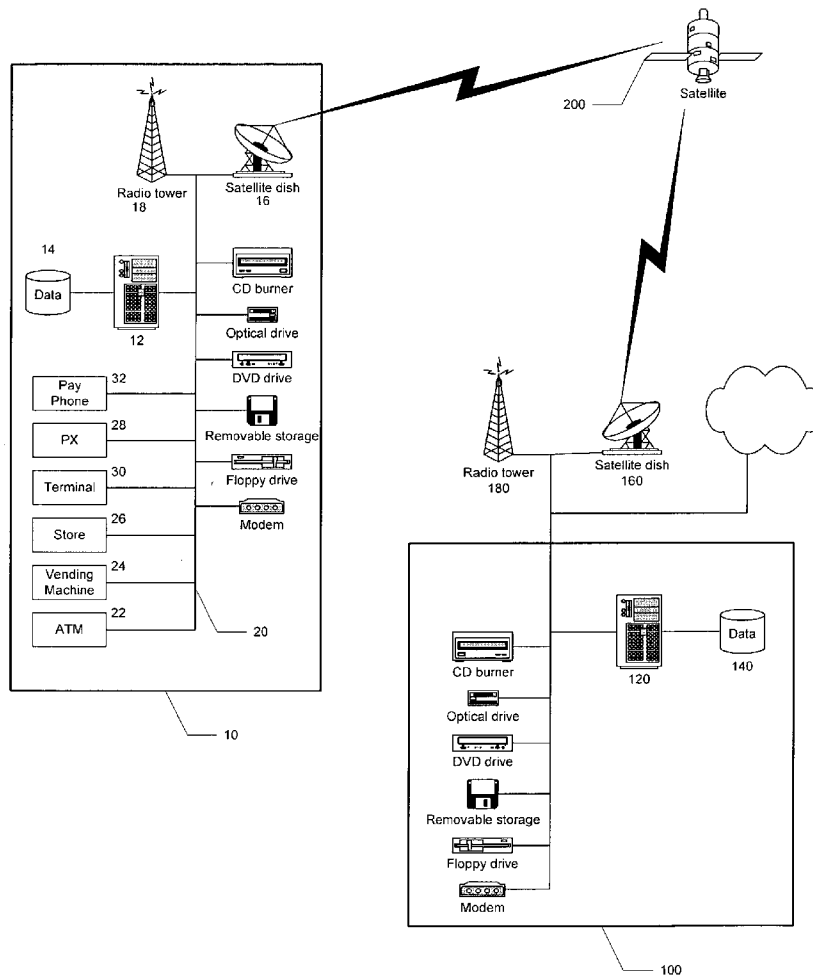 200
Satellite
Radio tower
18
Satellite dish
16
14
Data
12
CD burner
Optical drive
DVD drive
Removable storage
Floppy drive
Modem
32
Pay
Phone
28
PX
30
Terminal
26
Store
24
Vending
Machine
22
ATM
20
10
Radio tower
180
Satellite dish
160
CD burner
Optical drive
DVD drive
Removable storage
Floppy drive
Modem
120
Data
140
100